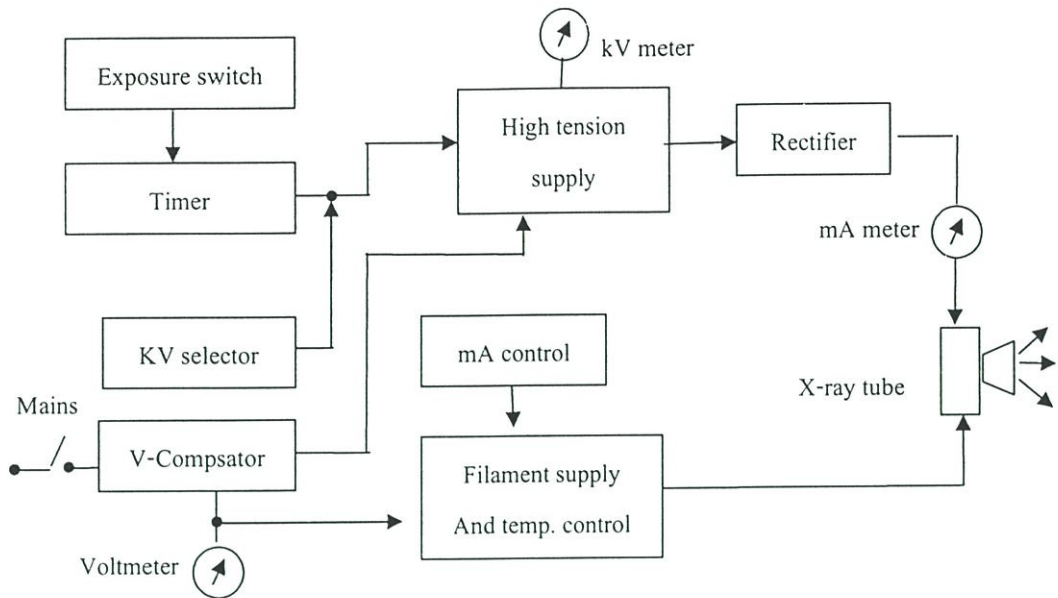 kV meter
Exposure switch
High tension
supply
Rectifier
Timer
mA meter
KV selector
mA control
X-ray tube
Mains
V-Compsator
Filament supply
And temp. control
Voltmeter